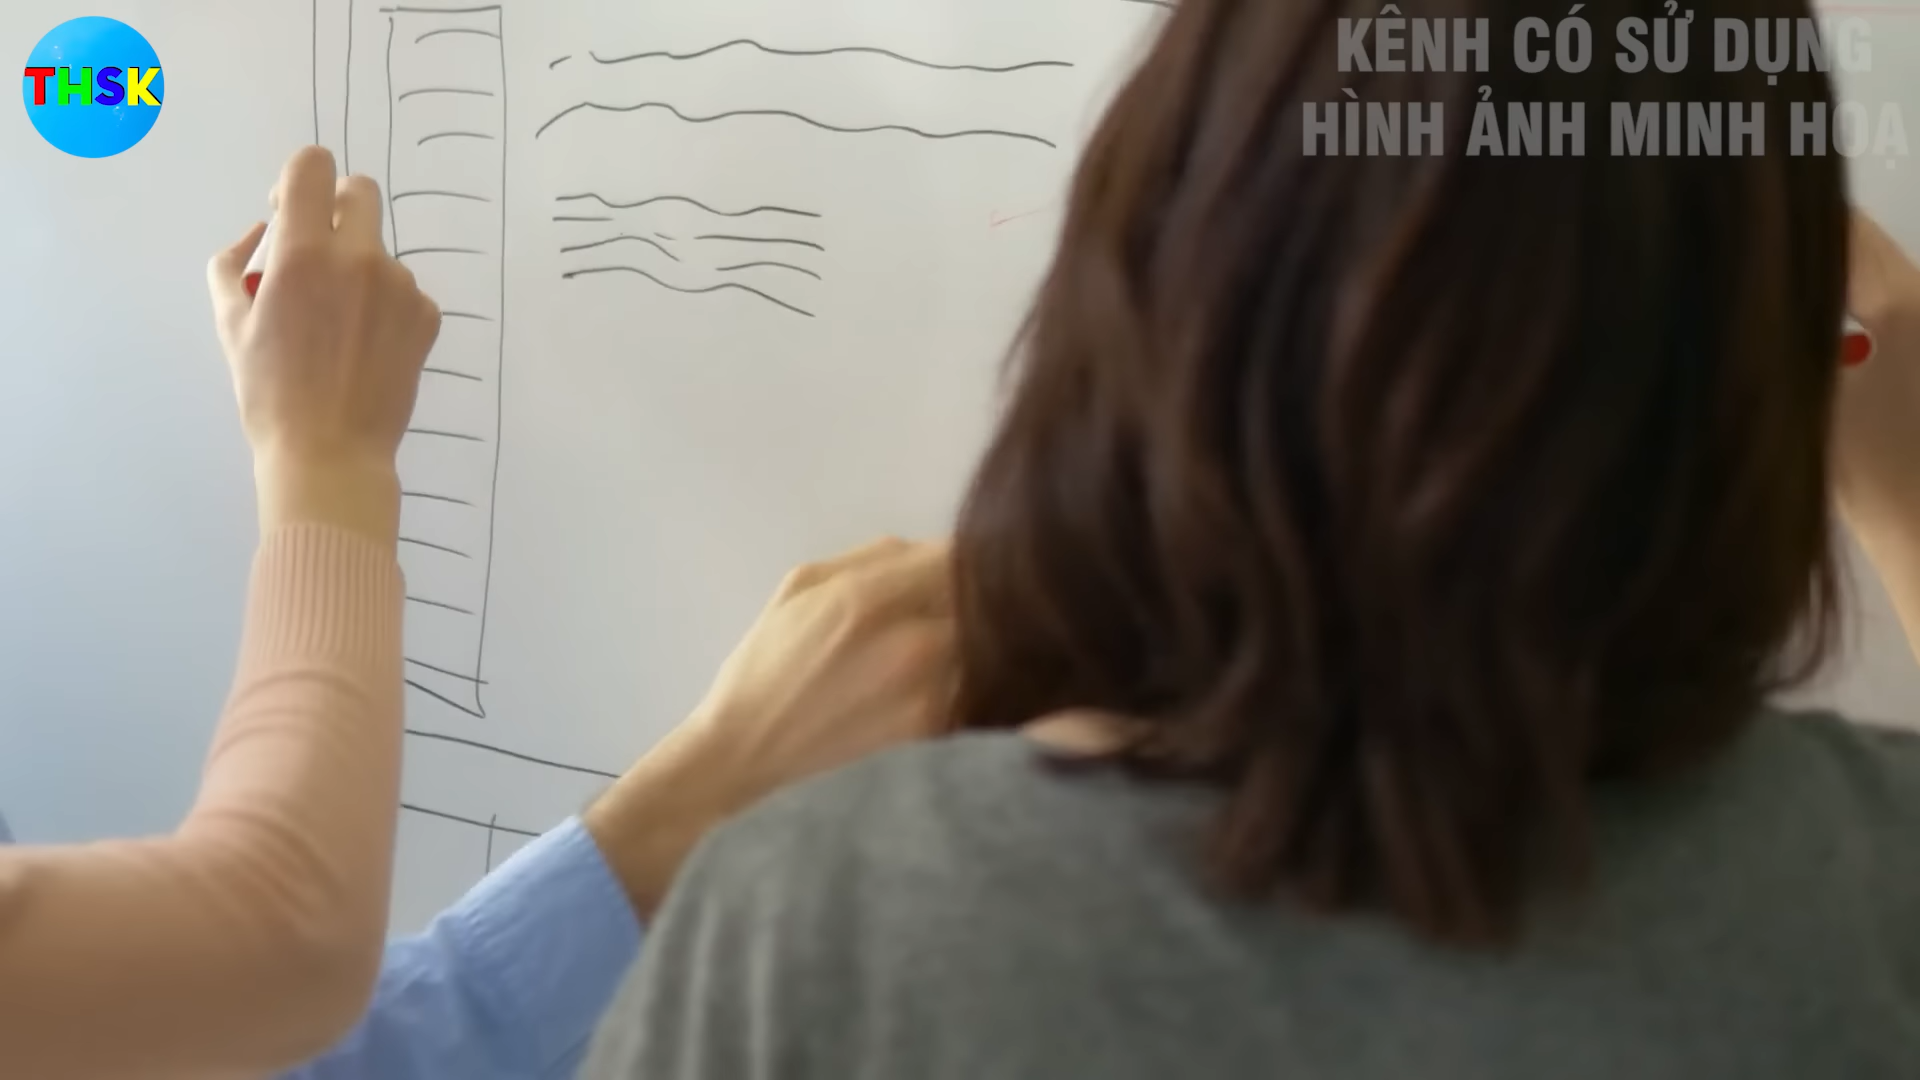 THSK
KÊNH CÓ SỬ DỤNG
HÌNH ẢNH MINH HOẠ